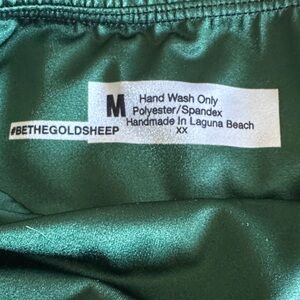 M
Hand Wash Only
Polyester/Spandex
Handmade In Laguna Beach
XX
#BETHEGOLDSHEEP